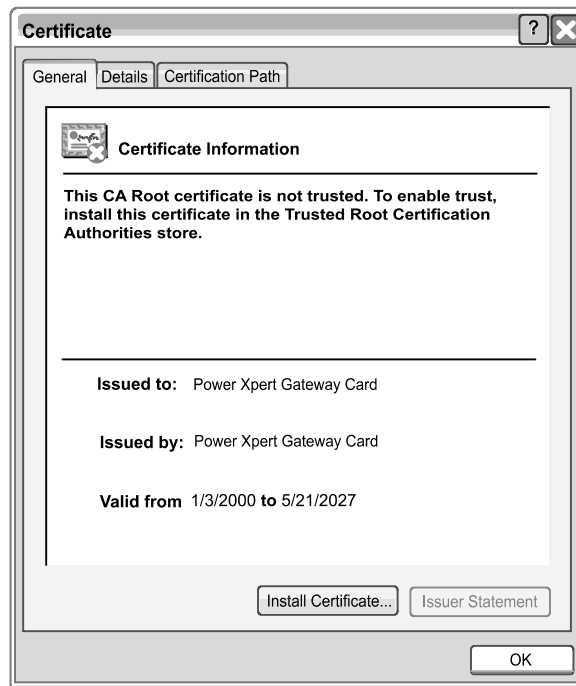 Certificate
?
General
Details
Certification Path
Certificate Information
This CA Root certificate is not trusted. To enable trust,
install this certificate in the Trusted Root Certification
Authorities store.
Issued to: Power Xpert Gateway Card
Issued by: Power Xpert Gateway Card
Valid from 1/3/2000 to 5/21/2027
Install Certificate...
Issuer Statement
OK